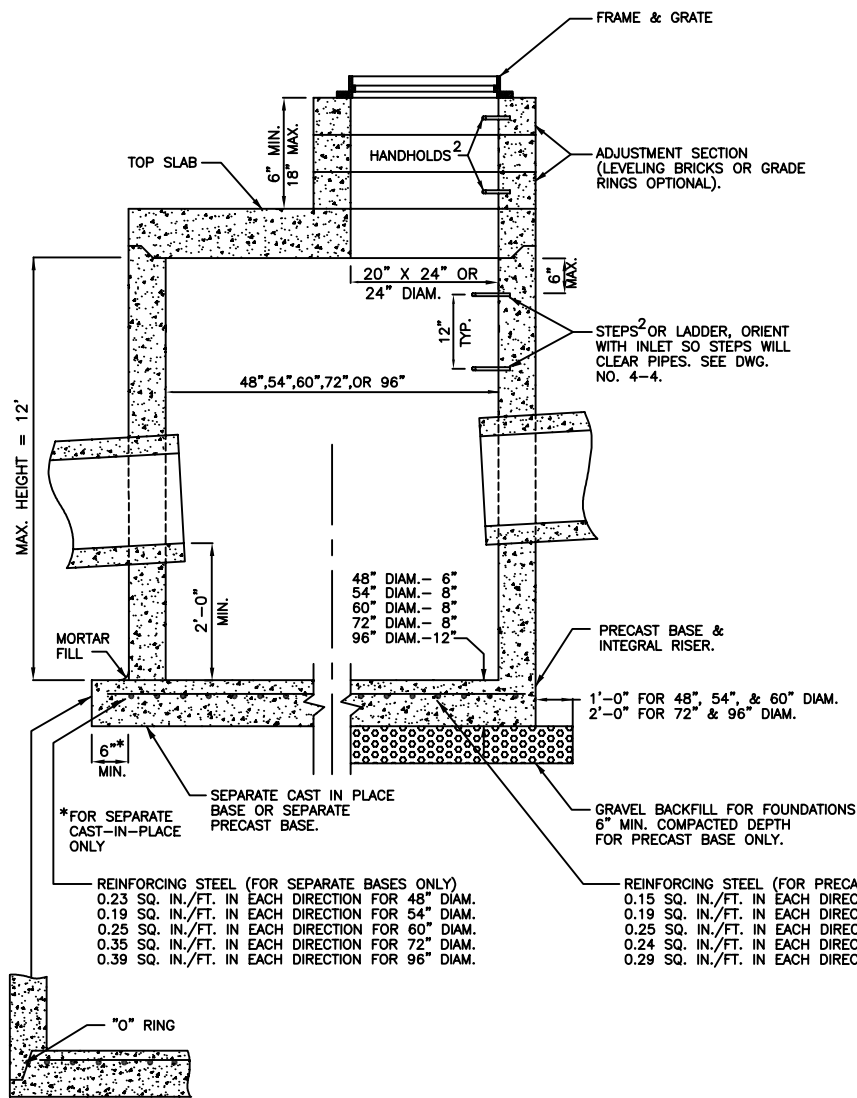 FRAME & GRATE
6" MIN.
18" MAX.
HANDHOLDS 2
TOP SLAB
ADJUSTMENT SECTION
(LEVELING BRICKS OR GRADE
RINGS OPTIONAL).
20" X 24" OR
24" DIAM.
6"
MAX.
12"
TYP.
STEPS2 OR LADDER, ORIENT
WITH INLET SO STEPS WILL
CLEAR PIPES. SEE DWG.
NO. 4-4.
48",54",60",72",OR 96"
MAX. HEIGHT = 12'
2'-0"
MIN.
48" DIAM.- 6"
54" DIAM.- 8"
60" DIAM.- 8"
72" DIAM.- 8"
96" DIAM.-12"
MORTAR
FILL
PRECAST BASE &
INTEGRAL RISER.
1'-0" FOR 48", 54", & 60" DIAM.
2'-0" FOR 72" & 96" DIAM.
6"*
MIN.
SEPARATE CAST IN PLACE
BASE OR SEPARATE
PRECAST BASE.
*FOR SEPARATE
CAST-IN-PLACE
ONLY
GRAVEL BACKFILL FOR FOUNDATIONS
6" MIN. COMPACTED DEPTH
FOR PRECAST BASE ONLY.
REINFORCING STEEL (FOR SEPARATE BASES ONLY)
0.23 SQ. IN./FT. IN EACH DIRECTION FOR 48" DIAM.
0.19 SQ. IN./FT. IN EACH DIRECTION FOR 54" DIAM.
0.25 SQ. IN./FT. IN EACH DIRECTION FOR 60" DIAM.
0.35 SQ. IN./FT. IN EACH DIRECTION FOR 72" DIAM.
0.39 SQ. IN./FT. IN EACH DIRECTION FOR 96" DIAM.
REINFORCING STEEL (FOR PRECA
0.15 SQ. IN./FT. IN EACH DIREC
0.19 SQ. IN./FT. IN EACH DIREC
0.25 SQ. IN./FT. IN EACH DIREC
0.24 SQ. IN./FT. IN EACH DIREC
0.29 SQ. IN./FT. IN EACH DIREC
"O" RING